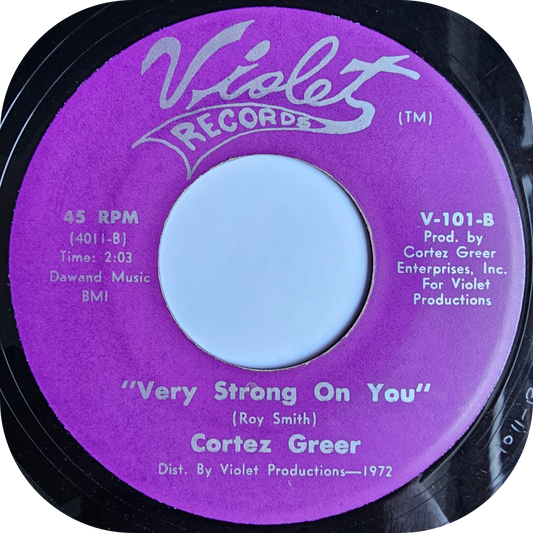 Violet
RECORDS
(TM)
45 RPM
(4011-B)
Time: 2:03
Dawand Music
BMI
V-101-B
Prod. by
Cortez Greer
Enterprises, Inc.
For Violet
Productions
"Very Strong On You"
(Roy Smith)
Cortez Greer
Dist. By Violet Productions—1972